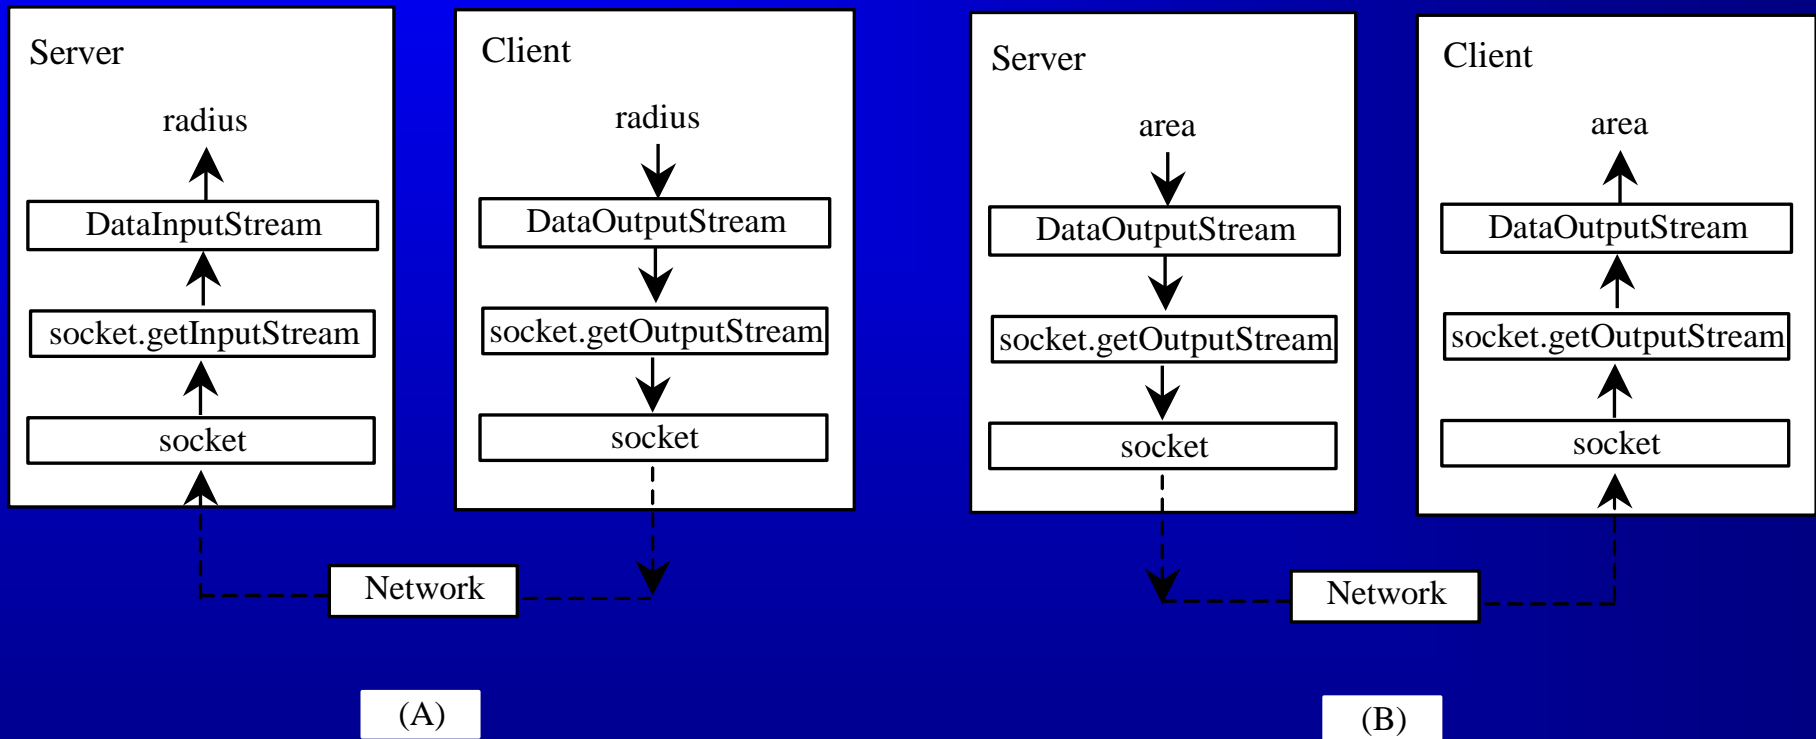 Server
radius
DataInputStream
socket.getInputStream
socket
Client
radius
DataOutputStream
socket.getOutputStream
socket
Network
(A)
Server
area
DataOutputStream
socket.getOutputStream
socket
Client
area
DataOutputStream
socket.getOutputStream
socket
Network
(B)